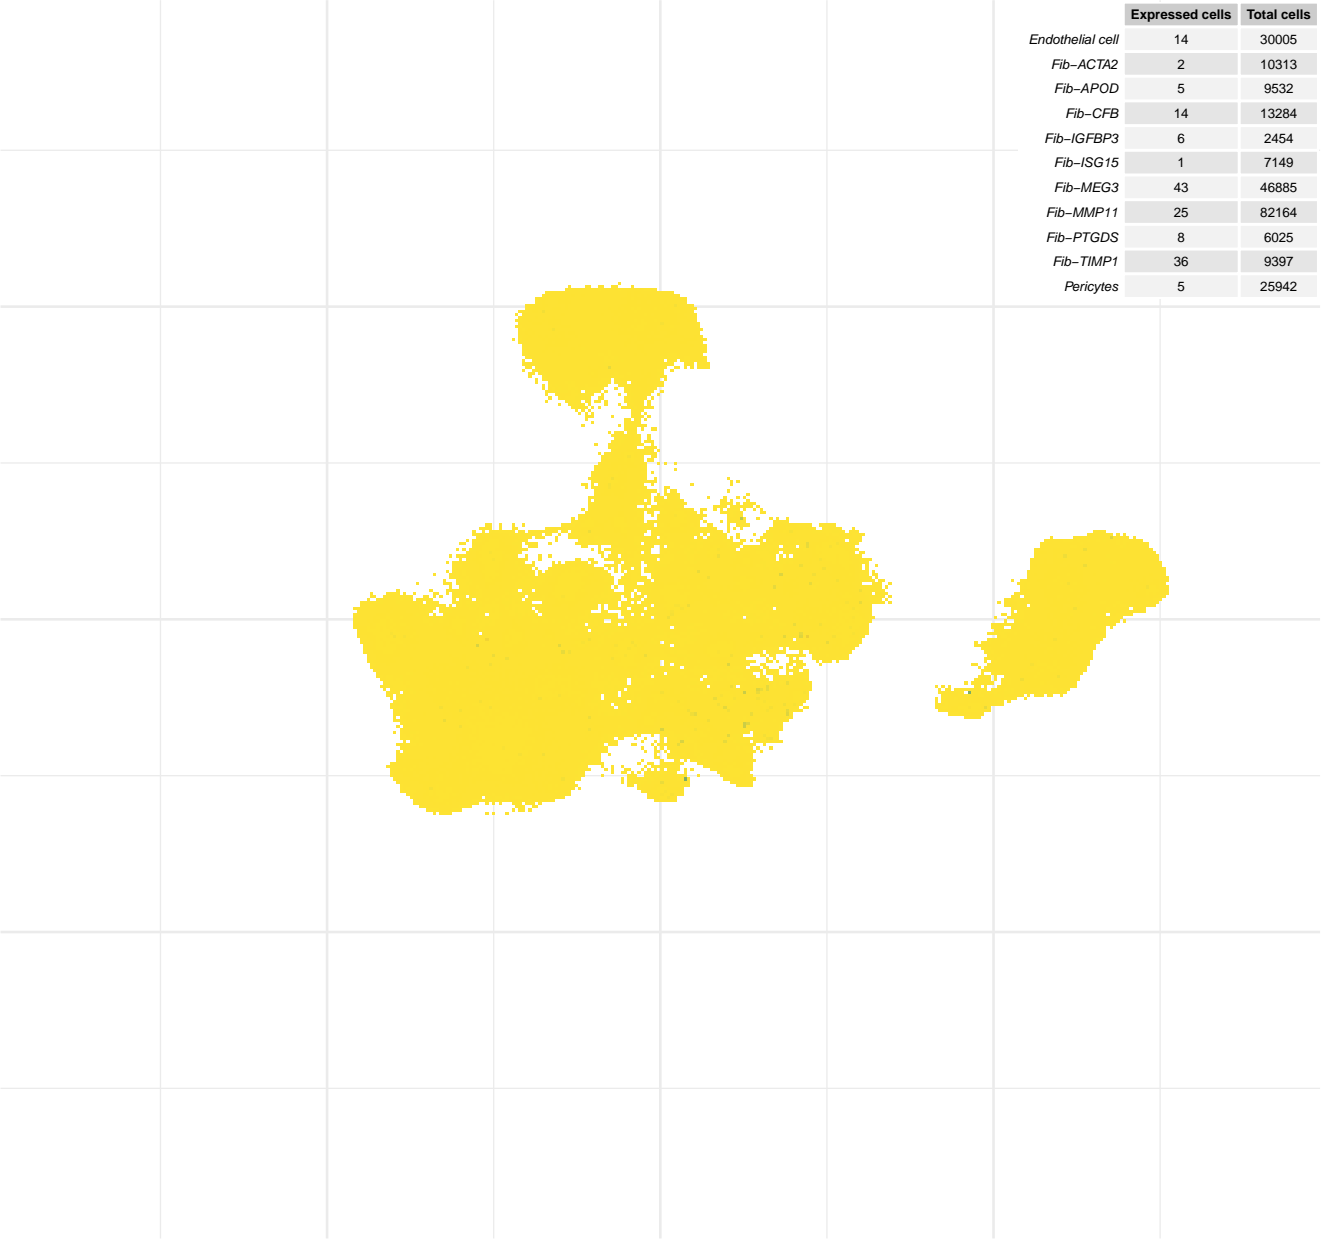 Expressed cells Total cells
Endothelial cell 14 30005
Fib−ACTA2 2 10313
Fib−APOD 5 9532
Fib−CFB 14 13284
Fib−IGFBP3 6 2454
Fib−ISG15 1 7149
Fib−MEG3 43 46885
Fib−MMP11 25 82164
Fib−PTGDS 8 6025
Fib−TIMP1 36 9397
Pericytes 5 25942